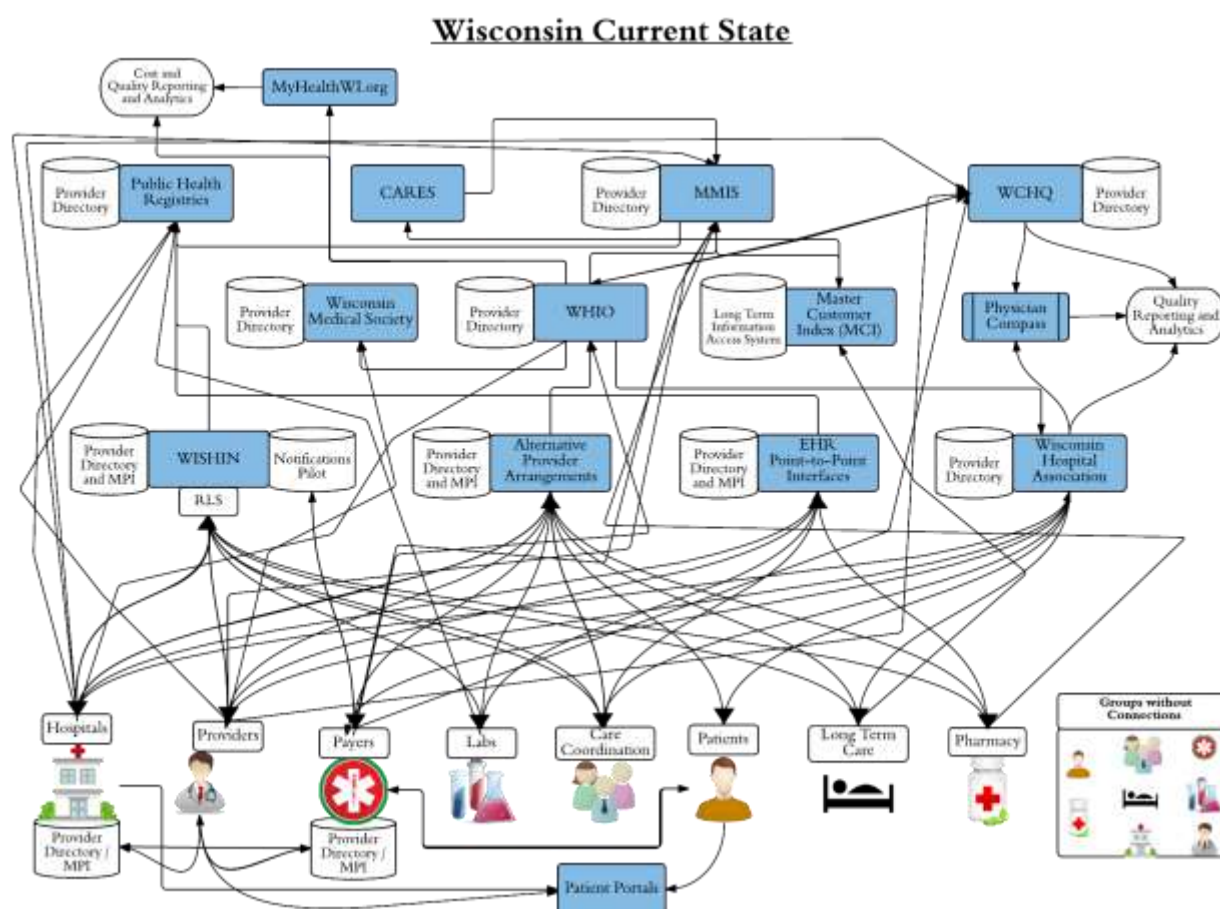 Wisconsin Current State
Cost and
Quality Reporting
and Analytics
MyHealthWI.org
Provider
Directory
Public Health
Registries
CARES
Provider
Directory
MMIS
WCHQ
Provider
Directory
Provider
Directory
Wisconsin
Medical Society
Provider
Directory
WHIO
Long Term
Information
Access System
Master
Customer
Index (MCI)
Physician
Compass
Quality
Reporting and
Analytics
Provider
Directory
and MPI
WISHIN
Notifications
Pilot
RLS
Provider
Directory
and MPI
Alternative
Provider
Arrangements
Provider
Directory
and MPI
EHR
Point-to-Point
Interfaces
Provider
Directory
Wisconsin
Hospital
Association
Hospitals
Providers
Payers
Labs
Care
Coordination
Patients
Long Term
Care
Pharmacy
Groups without
Connections
Provider
Directory /
MPI
Provider
Directory /
MPI
Patient Portals